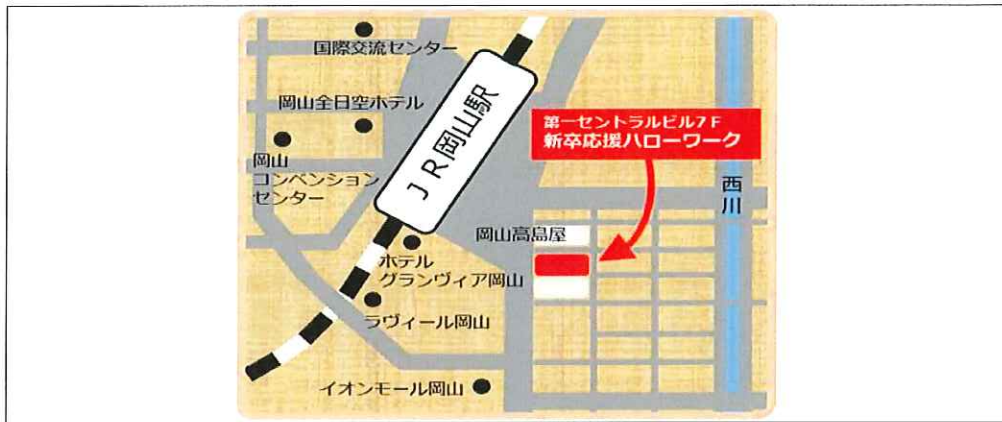 国際交流センター
岡山全日空ホテル
岡山
コンベンション
センター
JR岡山駅
第一セントラルビル7F
新卒応援ハローワーク
西川
岡山高島屋
ホテル
グランヴィア岡山
ラヴィール岡山
イオンモール岡山